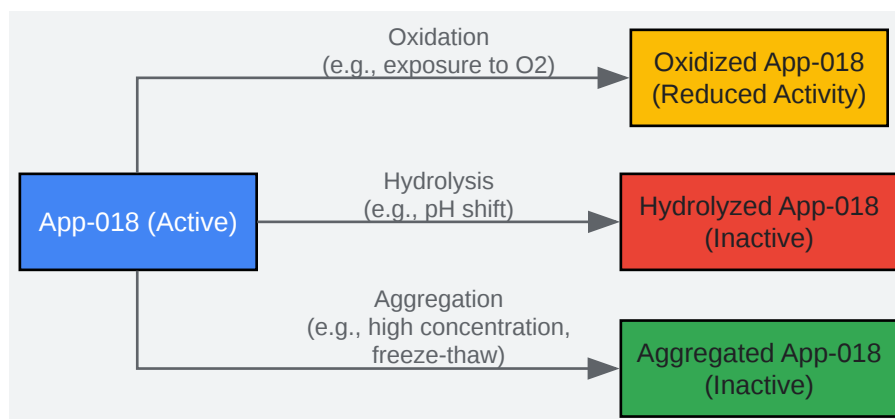 Oxidation
(e.g., exposure to O2)
Oxidized App-018
(Reduced Activity)
App-018 (Active)
Hydrolysis
(e.g., pH shift)
Hydrolyzed App-018
(Inactive)
Aggregation
(e.g., high concentration,
freeze-thaw)
Aggregated App-018
(Inactive)